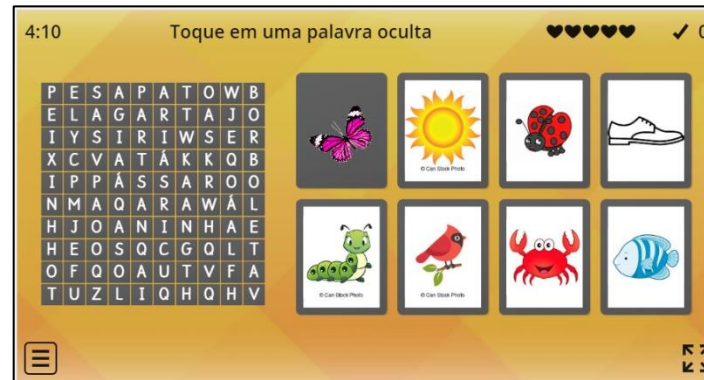 4:10 Toque em uma palavra oculta ✓ 0
P E S A P A T O W B
E L A G A R T A J O
I Y S I R I W S E R
X C V A T Á K K Q B
I P P Á S S A R O O
N M A Q A R A W Á L
H J O A N I N H A E
H E O S Q C G Q L T
O F Q O A U T V F A
T U Z L I Q H Q H V
© Can Stock Photo
© Can Stock Photo
© Can Stock Photo